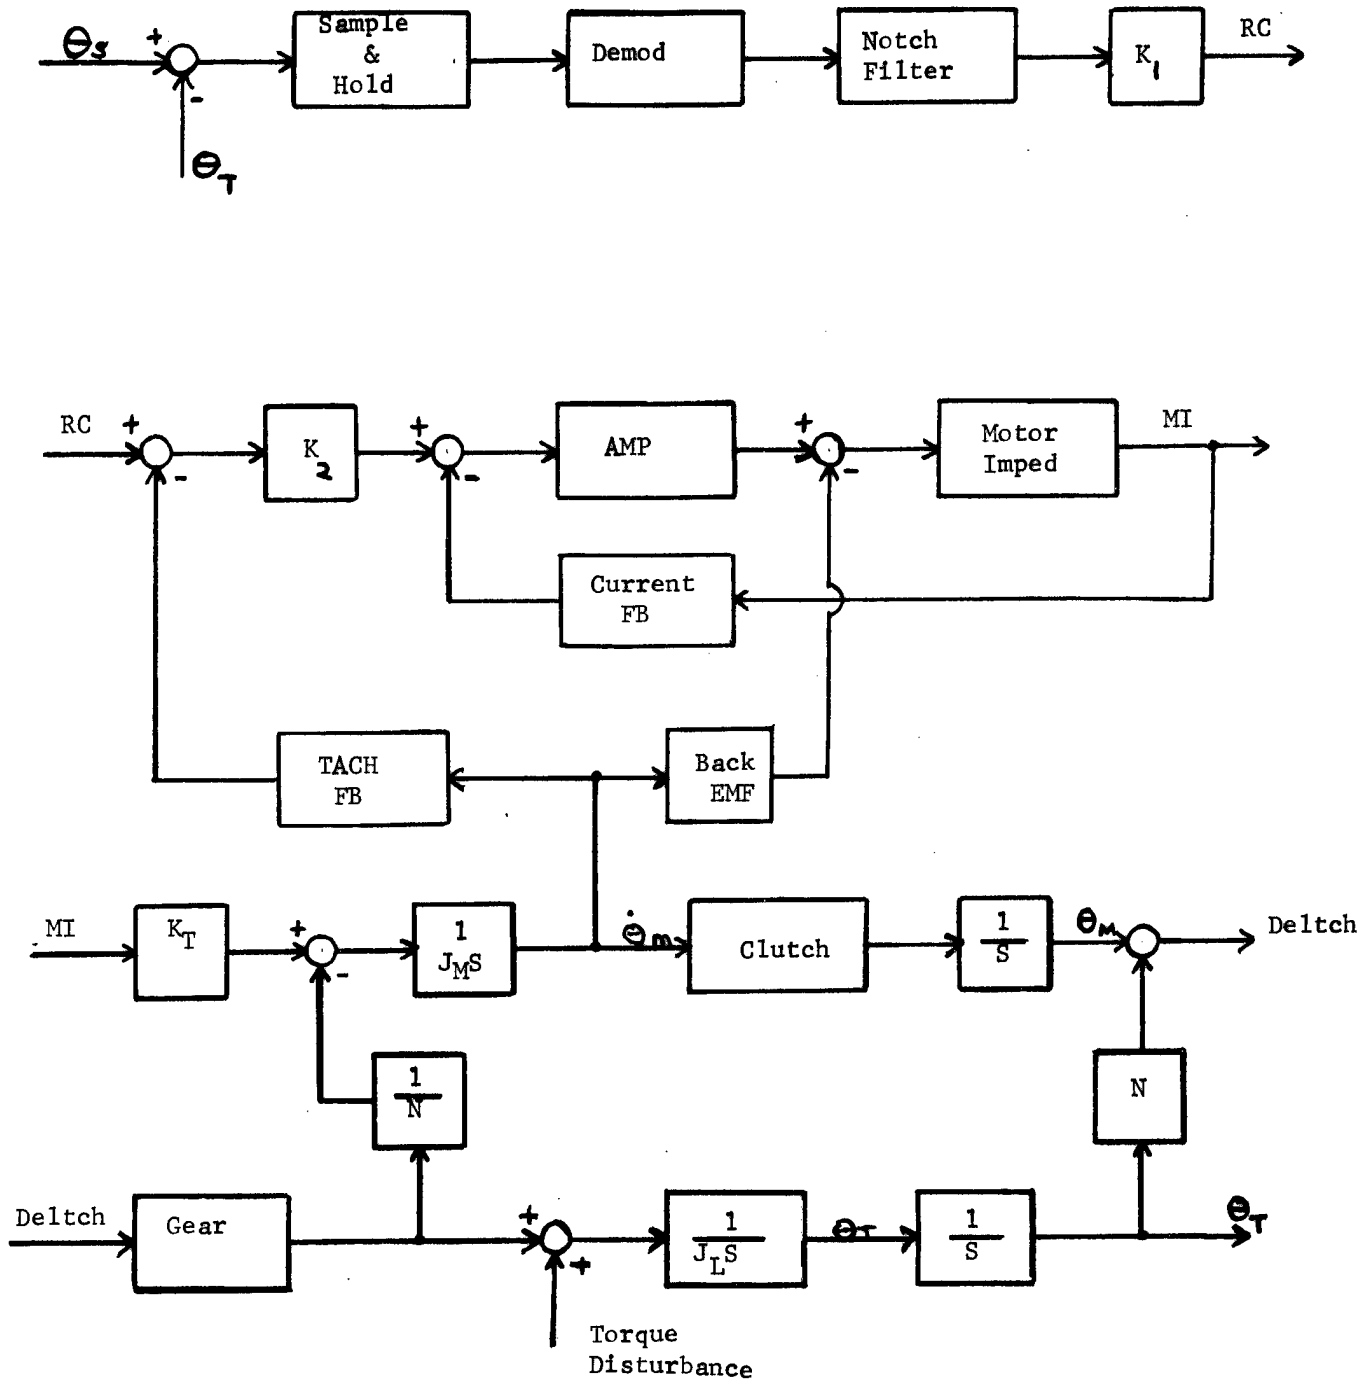 θS
+
-
θT
Sample
&
Hold
Demod
Notch
Filter
K1
RC
RC
+
-
K2
+
-
AMP
+
-
Motor
Imped
MI
Current
FB
TACH
FB
Back
EMF
MI
KT
+
-
1
JMS
θ̇m
Clutch
1
S
θM
Deltch
1
N
N
Deltch
Gear
+
+
1
JLS
θT
1
S
θT
Torque
Disturbance